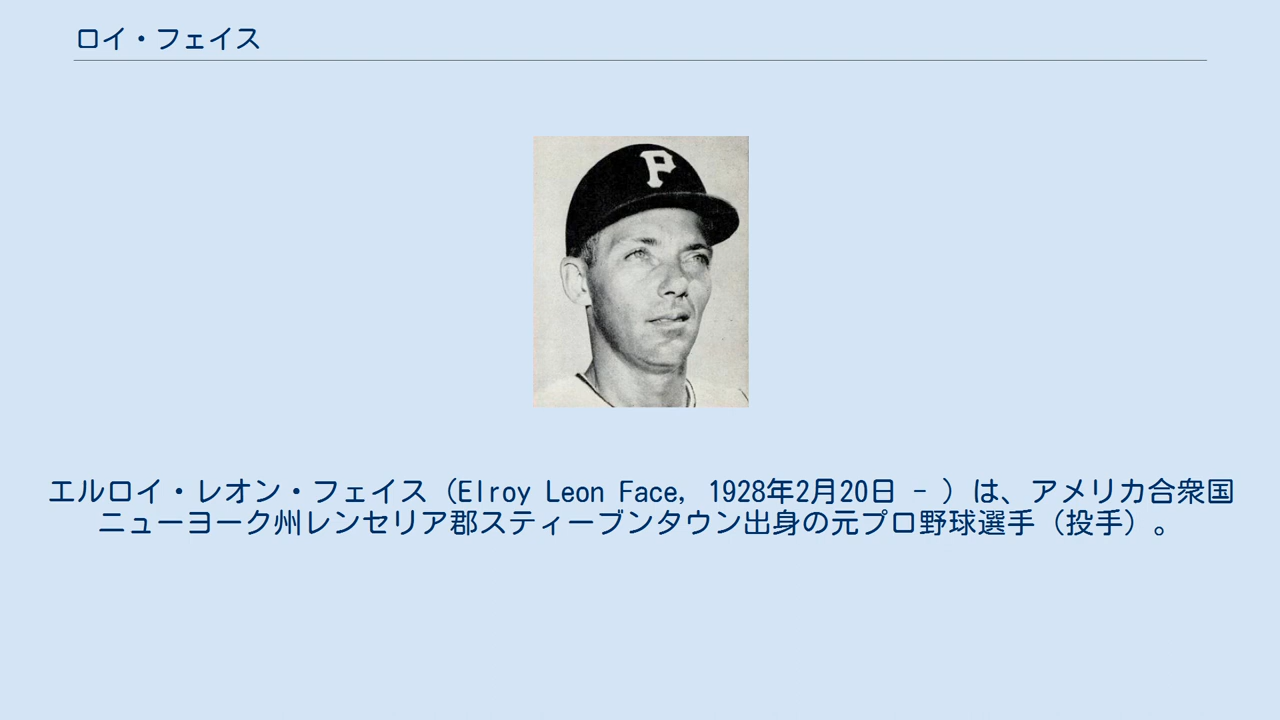 ロイ・フェイス
P
エルロイ・レオン・フェイス（Elroy Leon Face, 1928年2月20日 - ）は、アメリカ合衆国
ニューヨーク州レンセリア郡スティーブンタウン出身の元プロ野球選手（投手）。